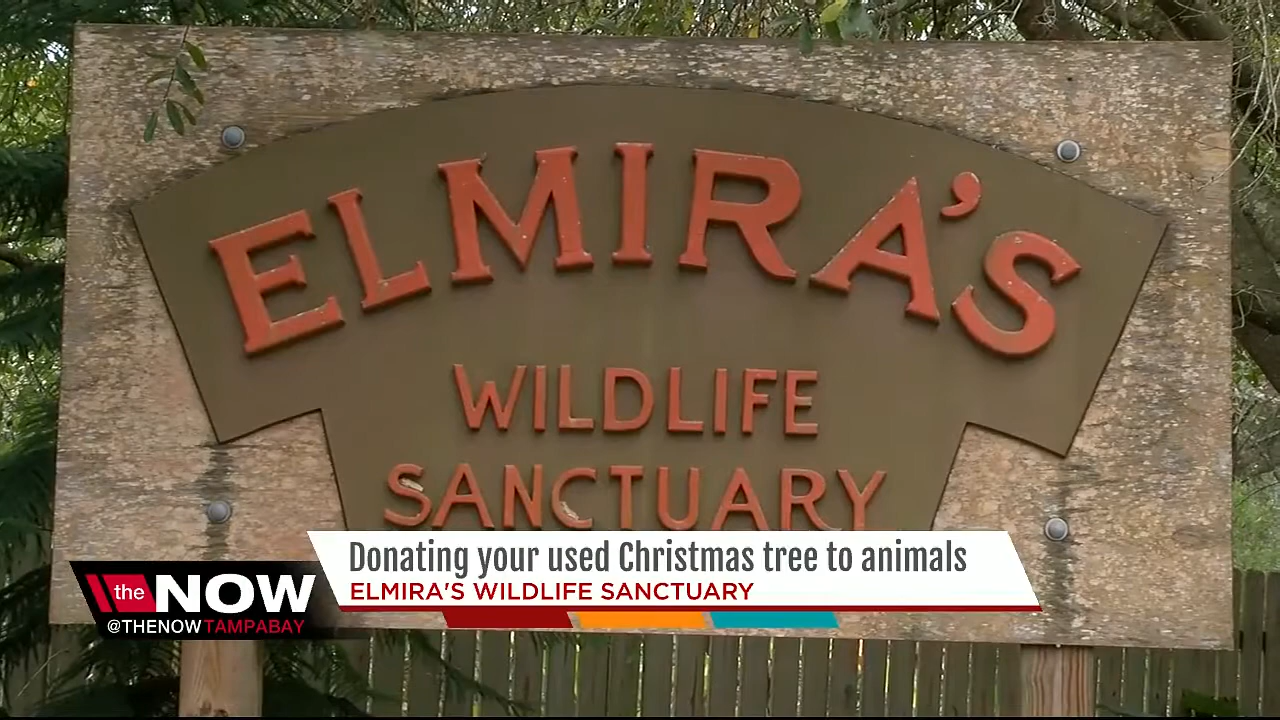 ELMIRA'S
WILDLIFE
SANCTUARY
Donating your used Christmas tree to animals
ELMIRA'S WILDLIFE SANCTUARY
the NOW
@THENOWTAMPABAY